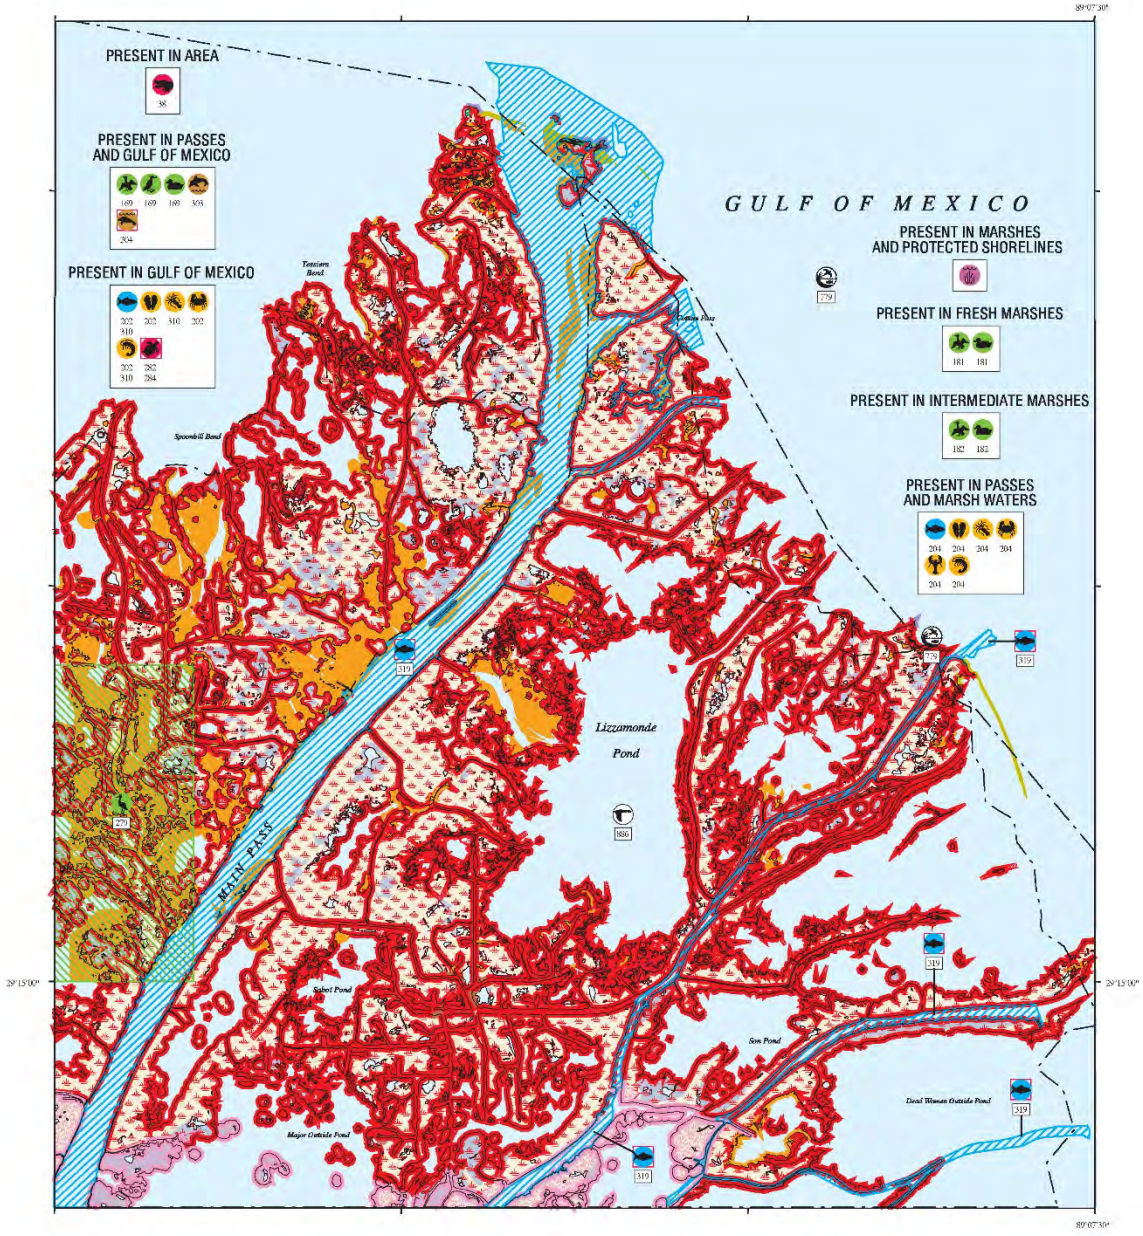 89°07'30"
PRESENT IN AREA
38
PRESENT IN PASSES
AND GULF OF MEXICO
169 169 169 303
204
PRESENT IN GULF OF MEXICO
202 202 310 202
310
202 282
310 284
GULF OF MEXICO
PRESENT IN MARSHES
AND PROTECTED SHORELINES
779
PRESENT IN FRESH MARSHES
181 181
PRESENT IN INTERMEDIATE MARSHES
182 182
PRESENT IN PASSES
AND MARSH WATERS
204 204 204 204
204 204
Bend
Spoonbill Bend
Pass
319
779
319
Lizzamonde
Pond
886
279
MAIN PASS
319
29°15'00"
29°15'00"
Sabot Pond
Son Pond
Dead Woman Outside Pond
319
Major Outside Pond
319
89°07'30"